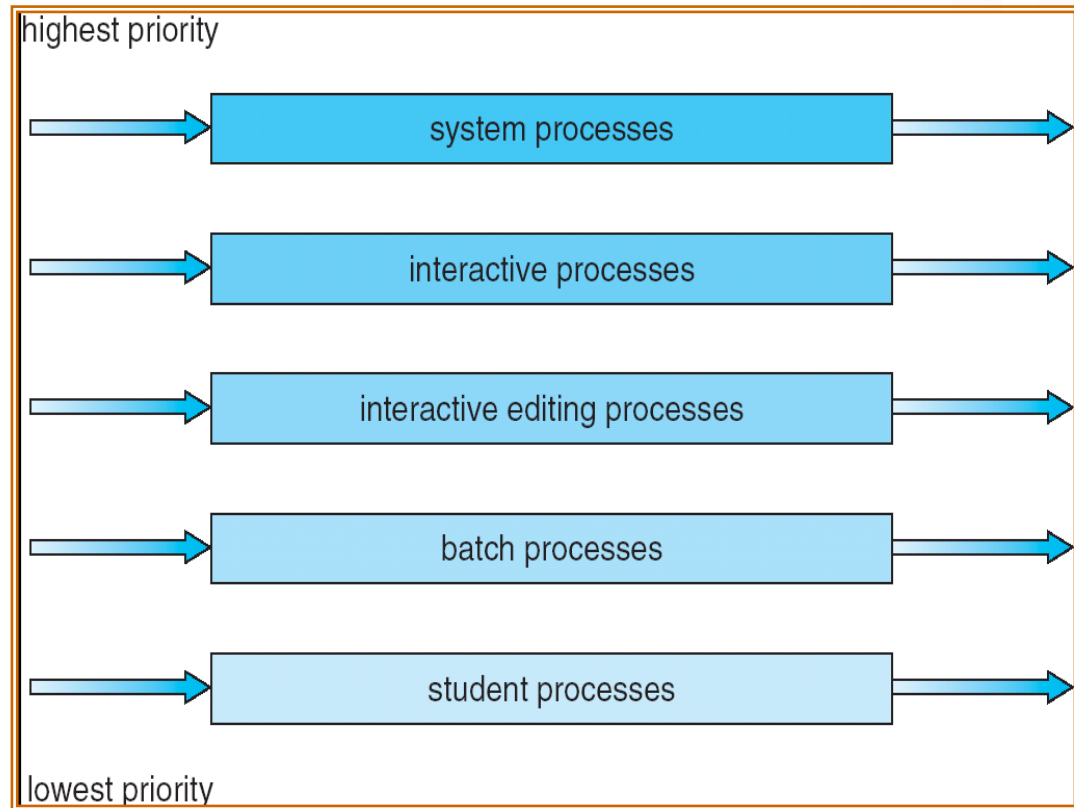 highest priority
system processes
interactive processes
interactive editing processes
batch processes
student processes
lowest priority